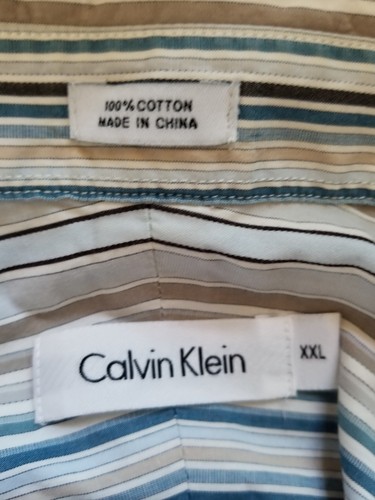 100% COTTON
MADE IN CHINA
Calvin Klein
XXL